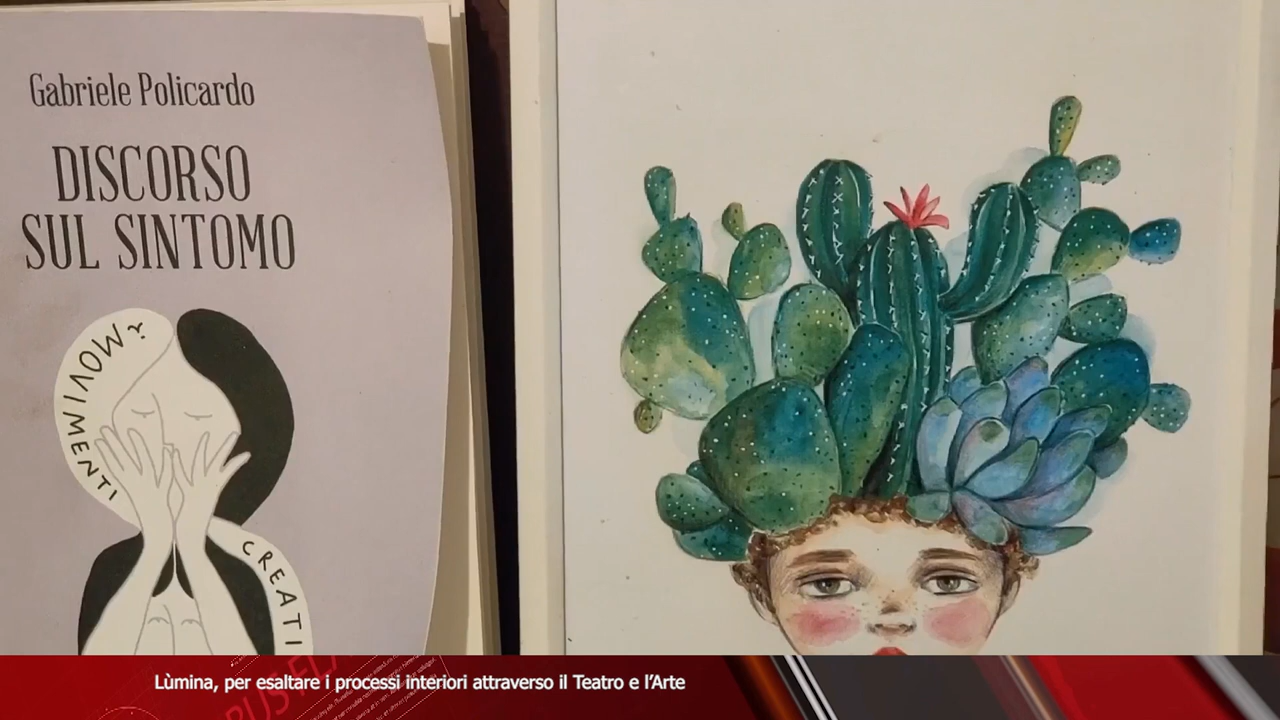 Gabriele Policardo
DISCORSO
SUL SINTOMO
MOVIMENTI
CREATI
Lùmina, per esaltare i processi interiori attraverso il Teatro e l'Arte